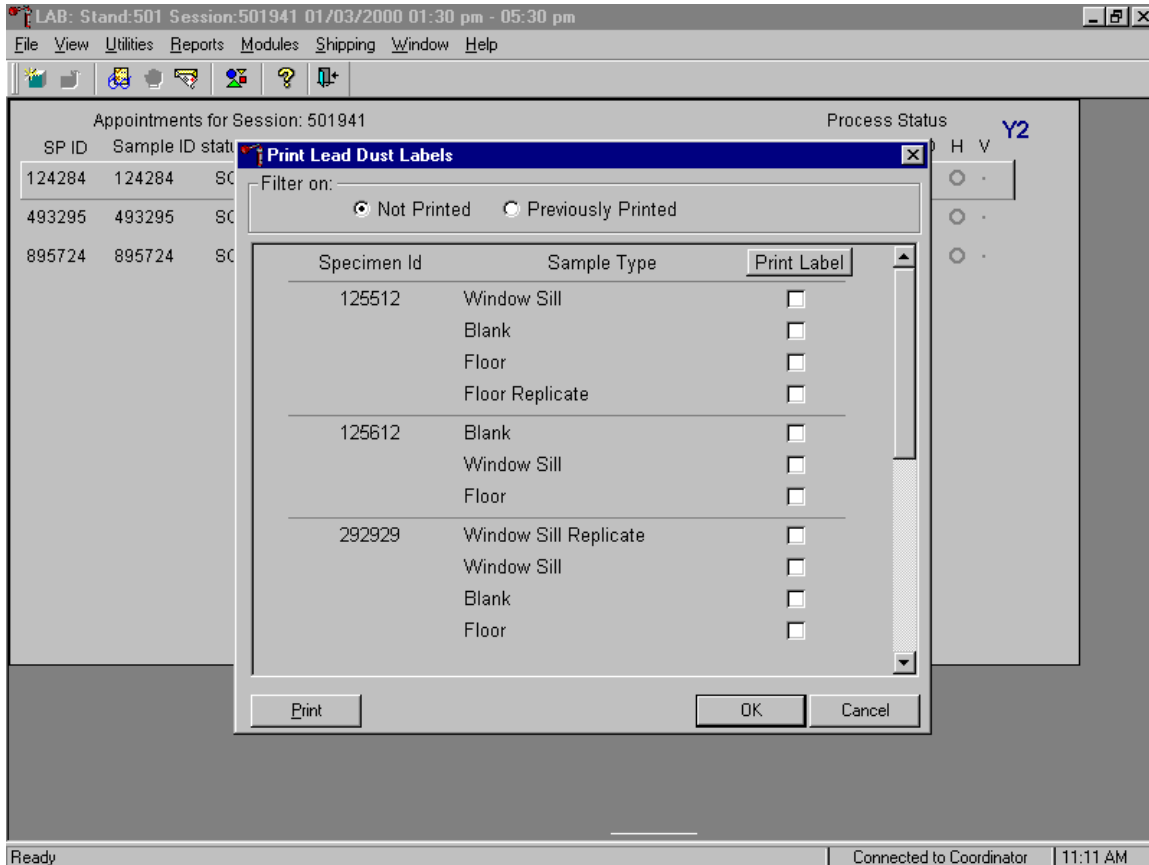 LAB: Stand:501 Session:501941 01/03/2000 01:30 pm - 05:30 pm
File View Utilities Reports Modules Shipping Window Help
Appointments for Session: 501941 Process Status
Y2
SP ID Sample ID H V
124284 124284
493295 493295
895724 895724
Print Lead Dust Labels
Filter on:
Not Printed Previously Printed
Specimen Id Sample Type Print Label
125512 Window Sill
Blank
Floor
Floor Replicate
125612 Blank
Window Sill
Floor
292929 Window Sill Replicate
Window Sill
Blank
Floor
Print OK Cancel
Ready Connected to Coordinator 11:11 AM